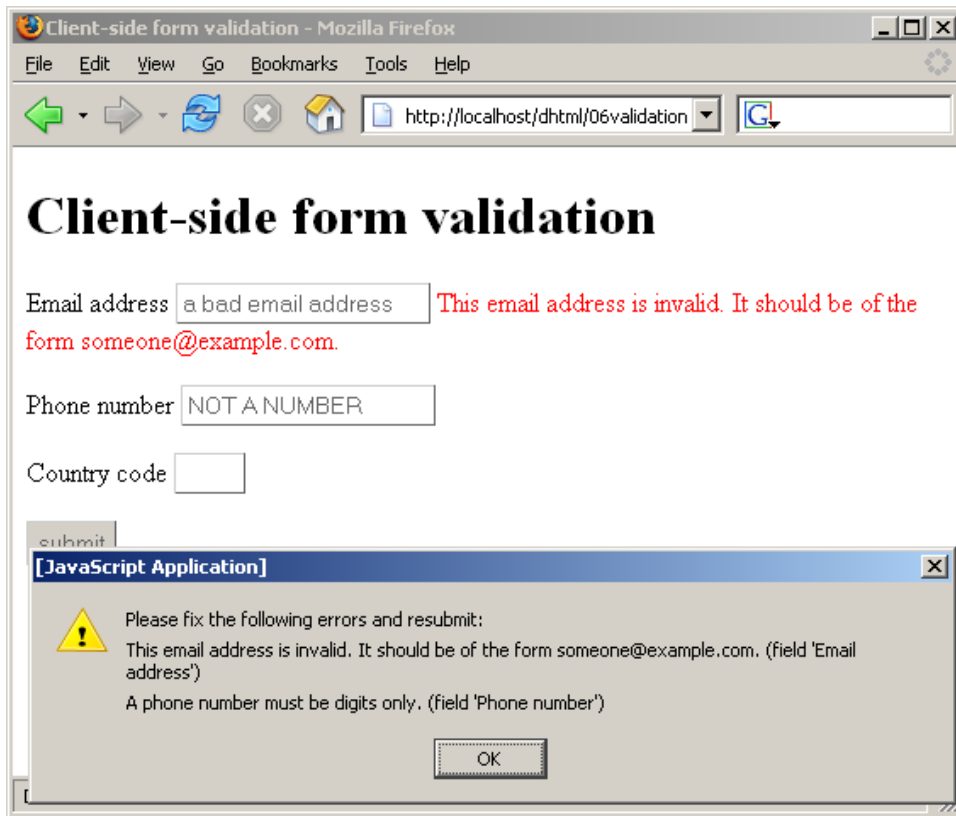 Client-side form validation - Mozilla Firefox
File Edit View Go Bookmarks Tools Help
http://localhost/dhtml/06validation
G
Client-side form validation
Email address a bad email address This email address is invalid. It should be of the
form someone@example.com.
Phone number NOT A NUMBER
Country code
submit
[JavaScript Application]
Please fix the following errors and resubmit:
This email address is invalid. It should be of the form someone@example.com. (field 'Email
address')
A phone number must be digits only. (field 'Phone number')
OK